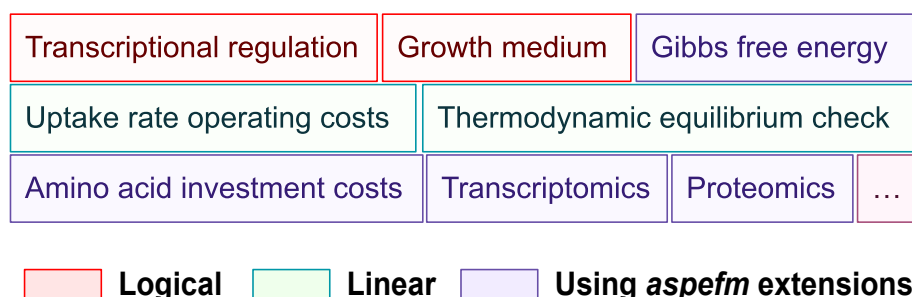 Transcriptional regulation Growth medium Gibbs free energy
Uptake rate operating costs Thermodynamic equilibrium check
Amino acid investment costs Transcriptomics Proteomics ...
Logical Linear Using aspefm extensions